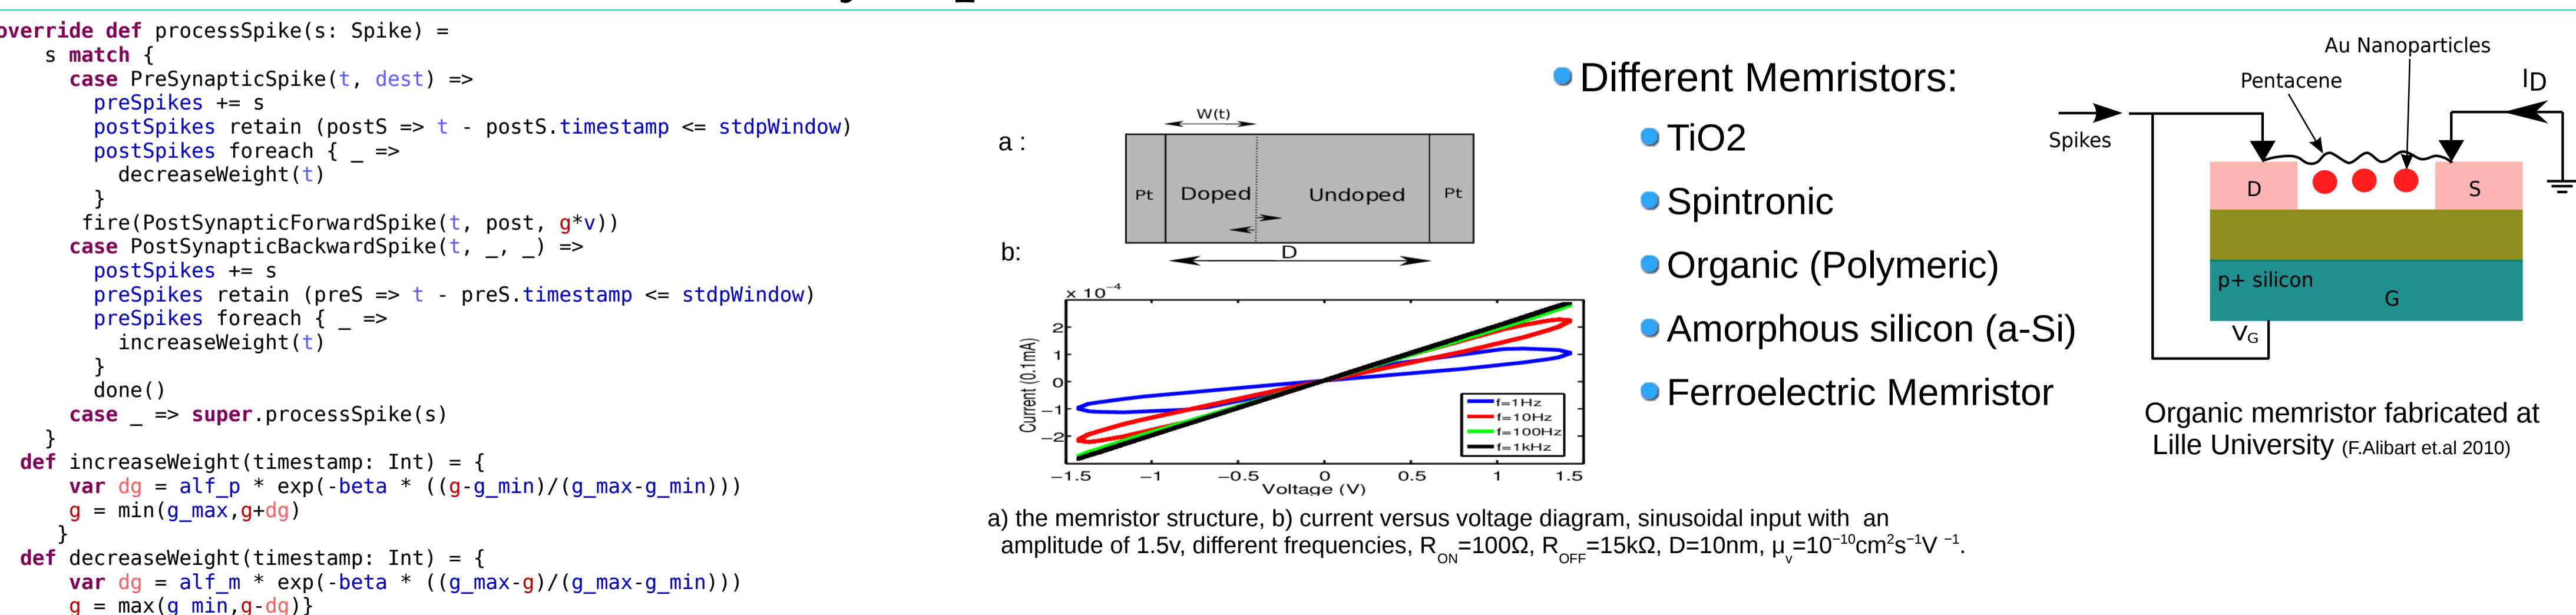 override def processSpike(s: Spike) =
s match {
case PreSynapticSpike(t, dest) =>
preSpikes += s
postSpikes retain (postS => t - postS.timestamp <= stdpWindow)
postSpikes foreach { _ =>
decreaseWeight(t)
}
fire(PostSynapticForwardSpike(t, post, g*v))
case PostSynapticBackwardSpike(t, _, _) =>
postSpikes += s
preSpikes retain (preS => t - preS.timestamp <= stdpWindow)
preSpikes foreach { _ =>
increaseWeight(t)
}
done()
case _ => super.processSpike(s)
}
def increaseWeight(timestamp: Int) = {
var dg = alf_p * exp(-beta * ((g-g_min)/(g_max-g_min)))
g = min(g_max,g+dg)
}
def decreaseWeight(timestamp: Int) = {
var dg = alf_m * exp(-beta * ((g_max-g)/(g_max-g_min)))
g = max(g_min,g-dg)}
a :
W(t)
Pt
Doped
Undoped
Pt
D
b:
x 10⁻⁴
Current (0.1mA)
2
1
0
−1
−2
f=1Hz
f=10Hz
f=100Hz
f=1kHz
−1.5 −1 −0.5 0 0.5 1 1.5
Voltage (V)
a) the memristor structure, b) current versus voltage diagram, sinusoidal input with an
amplitude of 1.5v, different frequencies, R_ON=100Ω, R_OFF=15kΩ, D=10nm, μ_v=10⁻¹⁰cm²s⁻¹V ⁻¹.
Different Memristors:
TiO2
Spintronic
Organic (Polymeric)
Amorphous silicon (a-Si)
Ferroelectric Memristor
Au Nanoparticles
Pentacene
I_D
Spikes
D
S
p+ silicon
G
V_G
Organic memristor fabricated at
Lille University (F.Alibart et.al 2010)